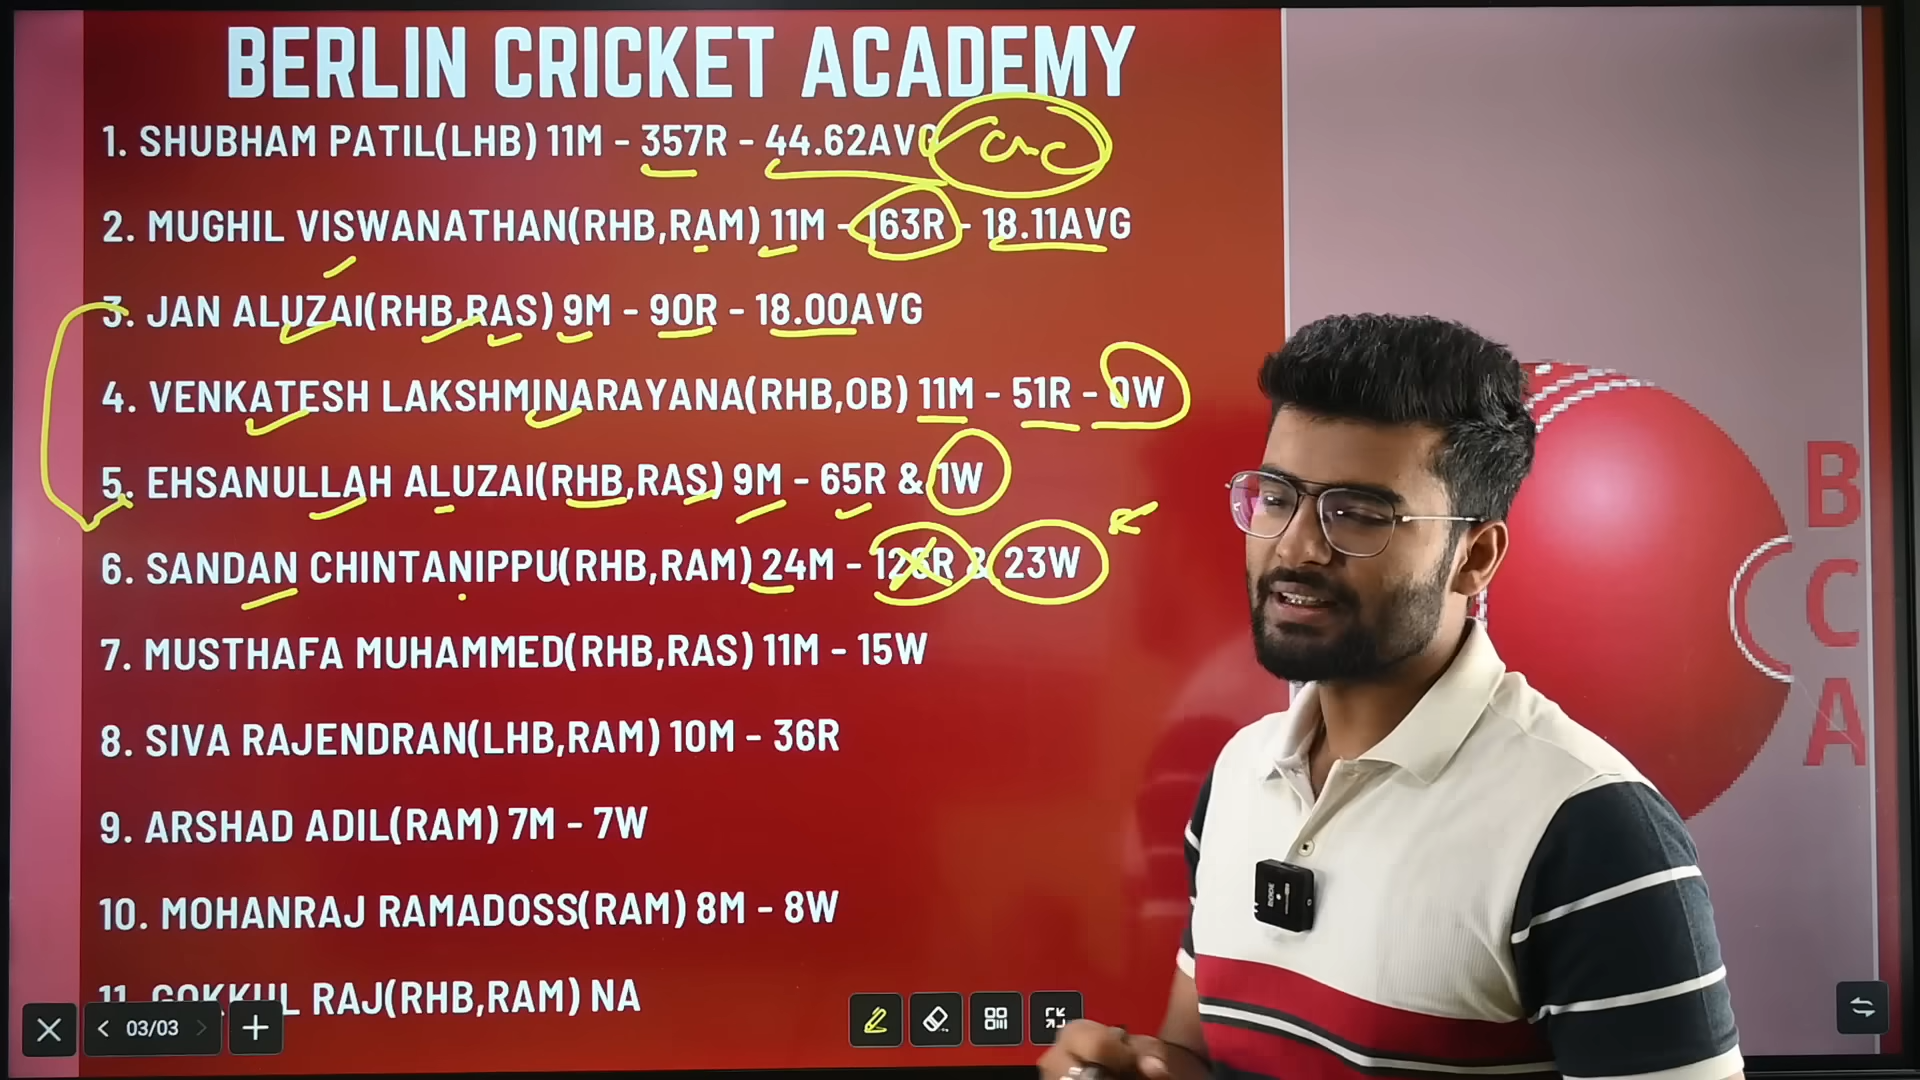 BERLIN CRICKET ACADEMY
1. SHUBHAM PATIL(LHB) 11M - 357R - 44.62AVG
2. MUGHIL VISWANATHAN(RHB,RAM) 11M - 163R - 18.11AVG
3. JAN ALUZAI(RHB,RAS) 9M - 90R - 18.00AVG
4. VENKATESH LAKSHMINARAYANA(RHB,OB) 11M - 51R - 0W
5. EHSANULLAH ALUZAI(RHB,RAS) 9M - 65R & 1W
6. SANDAN CHINTANIPPU(RHB,RAM) 24M - & 23W
7. MUSTHAFA MUHAMMED(RHB,RAS) 11M - 15W
8. SIVA RAJENDRAN(LHB,RAM) 10M - 36R
9. ARSHAD ADIL(RAM) 7M - 7W
10. MOHANRAJ RAMADOSS(RAM) 8M - 8W
11. GOKKUL RAJ(RHB,RAM) NA
03/03
B
C
A